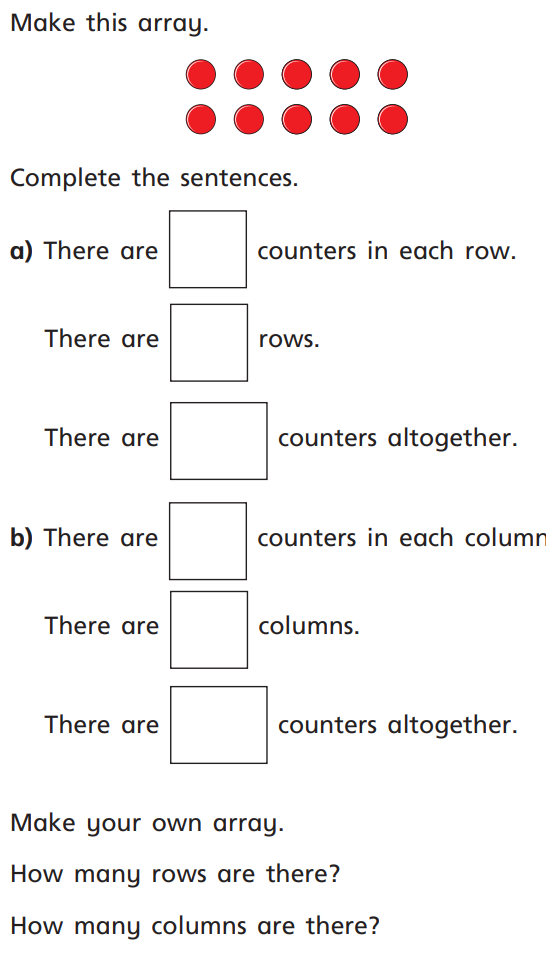 Make this array.
Complete the sentences.
a) There are counters in each row.
There are rows.
There are counters altogether.
b) There are counters in each column
There are columns.
There are counters altogether.
Make your own array.
How many rows are there?
How many columns are there?